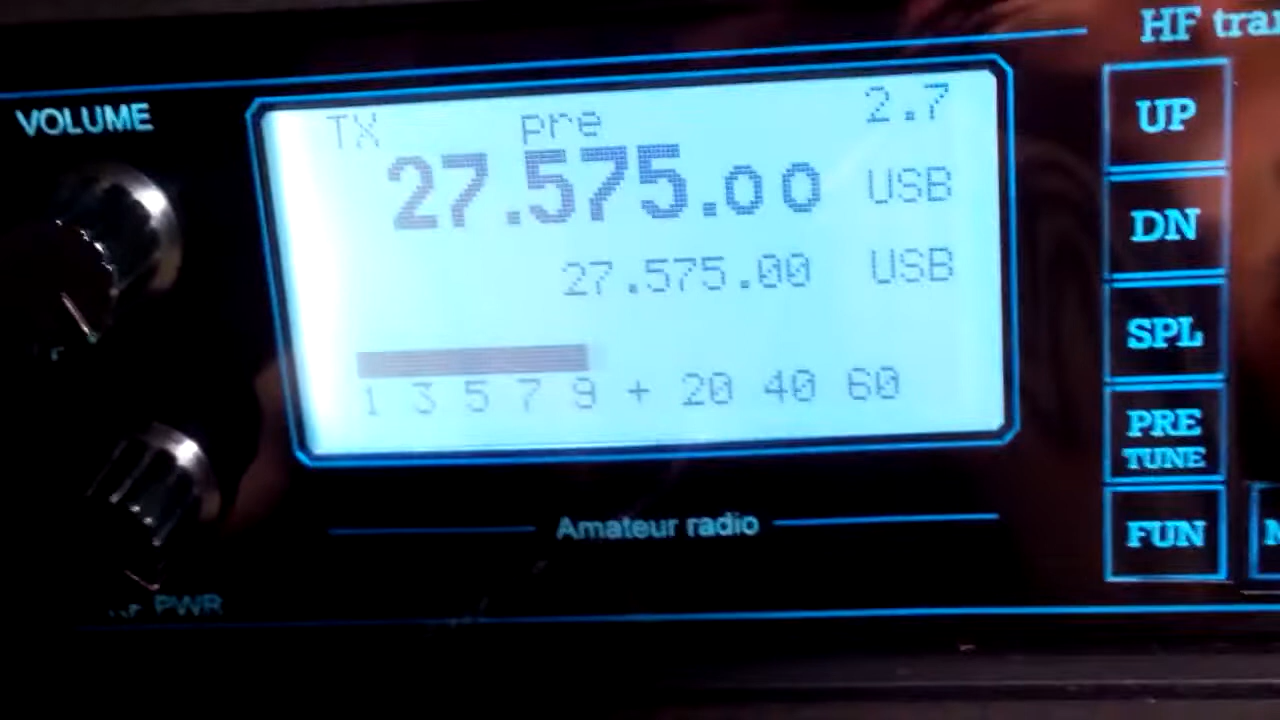 HF tran
VOLUME
TX pre 2.7
27.575.00 USB
27.575.00 USB
1 3 5 7 9 + 20 40 60
UP
DN
SPL
PRE
TUNE
FUN
Amateur radio
PWR